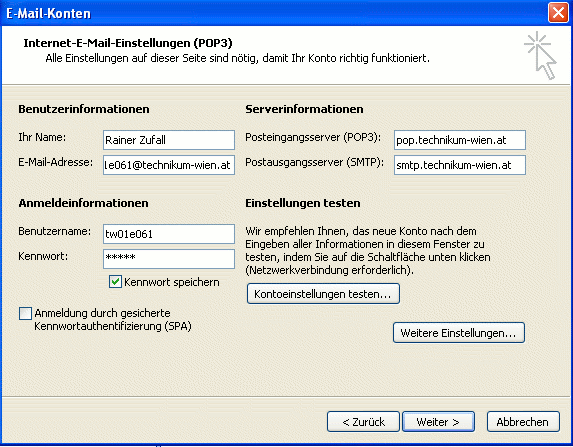 E-Mail-Konten
Internet-E-Mail-Einstellungen (POP3)
Alle Einstellungen auf dieser Seite sind nötig, damit Ihr Konto richtig funktioniert.
Benutzerinformationen
Ihr Name: Rainer Zufall
E-Mail-Adresse: 1e061@technikum-wien.at
Serverinformationen
Posteingangsserver (POP3): pop.technikum-wien.at
Postausgangsserver (SMTP): smtp.technikum-wien.at
Anmeldeinformationen
Benutzername: tw01e061
Kennwort: *****
Kennwort speichern
Anmeldung durch gesicherte
Kennwortauthentifizierung (SPA)
Einstellungen testen
Wir empfehlen Ihnen, das neue Konto nach dem
Eingeben aller Informationen in diesem Fenster zu
testen, indem Sie auf die Schaltfläche unten klicken
(Netzwerkverbindung erforderlich).
Kontoeinstellungen testen...
Weitere Einstellungen...
< Zurück
Weiter >
Abbrechen